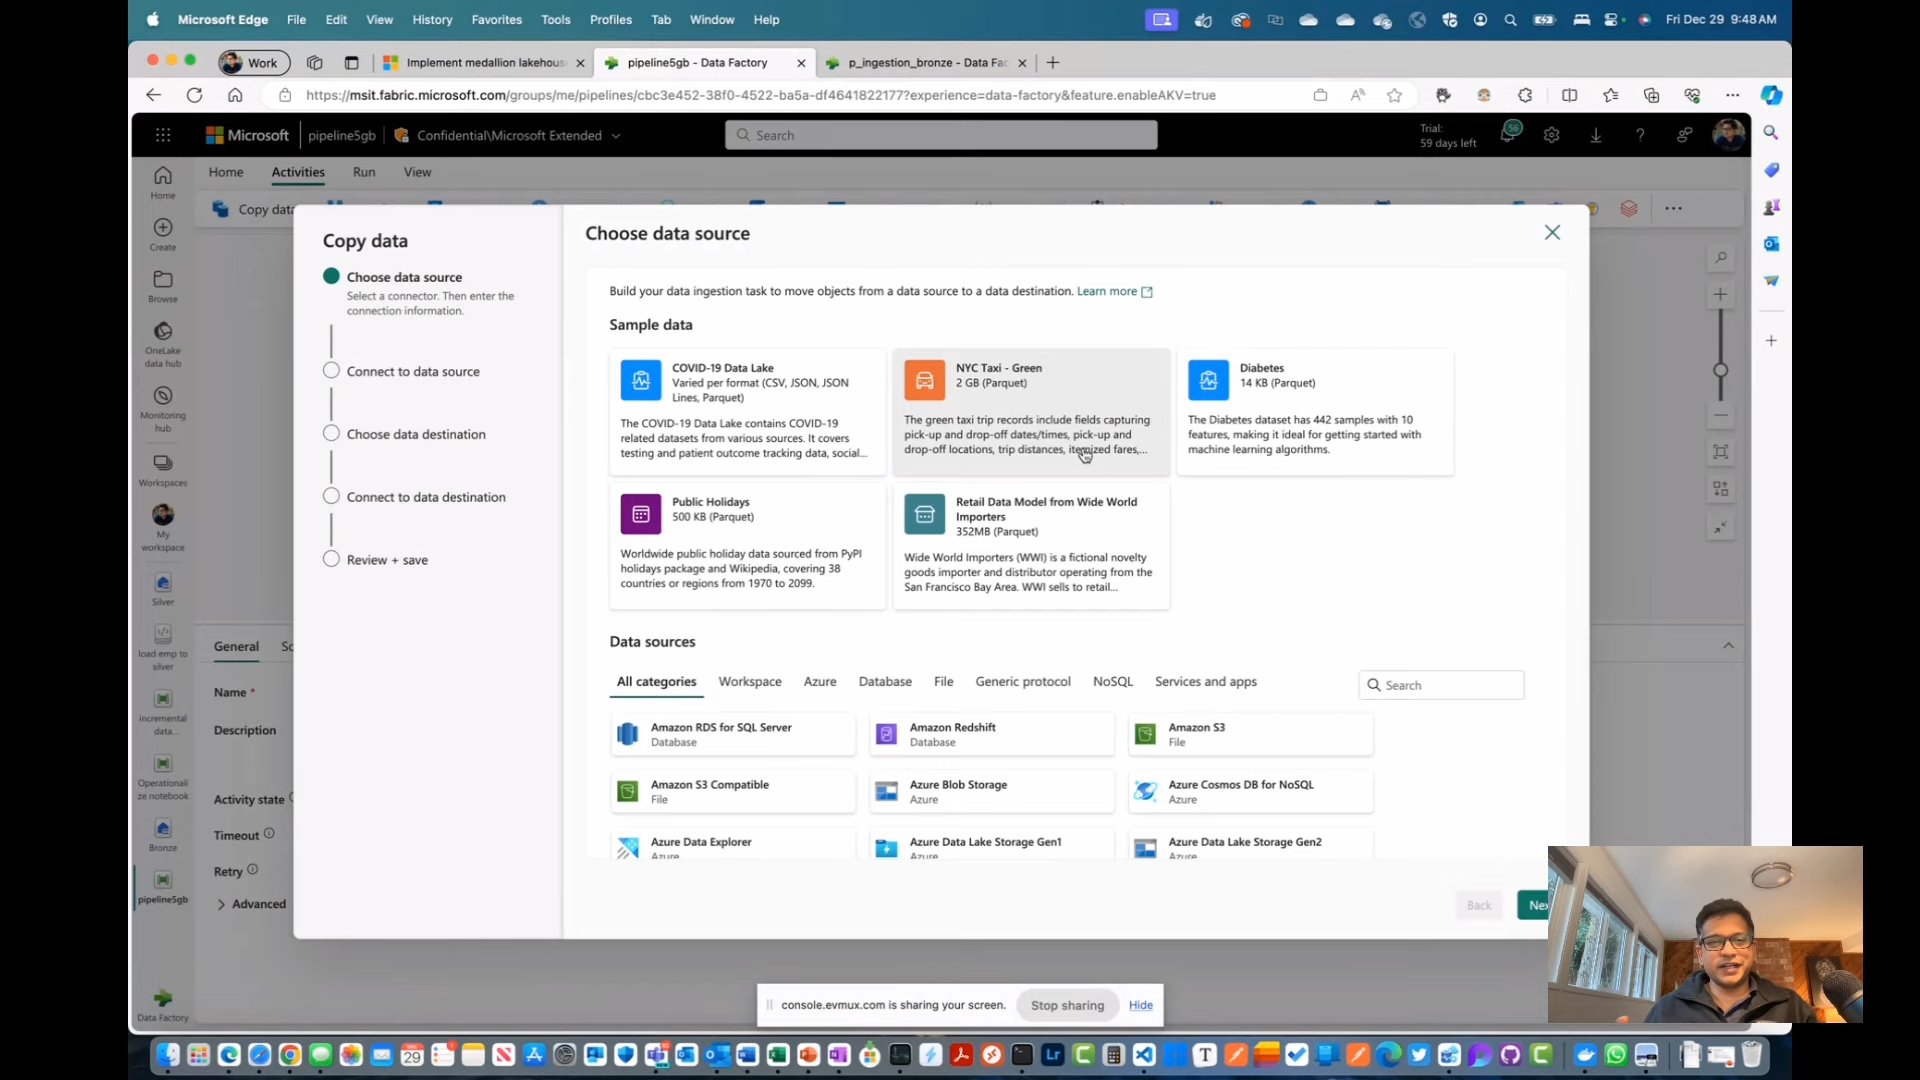 Microsoft Edge File Edit View History Favorites Tools Profiles Tab Window Help
Fri Dec 29 9:48 AM
Work
Implement medallion lakehous
pipeline5gb - Data Factory
p_ingestion_bronze - Data Fac
https://msit.fabric.microsoft.com/groups/me/pipelines/cbc3e452-38f0-4522-ba5a-df4641822177?experience=data-factory&feature.enableAKV=true
Microsoft
pipeline5gb
Confidential\Microsoft Extended
Search
Trial:
59 days left
56
Home Activities Run View
Copy data
Home
Create
Browse
OneLake
data hub
Monitoring
hub
Workspaces
My
workspace
Silver
load emp to
silver
incremental
data...
Operationali
ze notebook
Bronze
pipeline5gb
Data Factory
General
Name *
Description
Activity state
Timeout
Retry
Advanced
Copy data
Choose data source
Select a connector. Then enter the
connection information.
Connect to data source
Choose data destination
Connect to data destination
Review + save
Choose data source
Build your data ingestion task to move objects from a data source to a data destination. Learn more
Sample data
COVID-19 Data Lake
Varied per format (CSV, JSON, JSON
Lines, Parquet)
The COVID-19 Data Lake contains COVID-19
related datasets from various sources. It covers
testing and patient outcome tracking data, social...
NYC Taxi - Green
2 GB (Parquet)
The green taxi trip records include fields capturing
pick-up and drop-off dates/times, pick-up and
drop-off locations, trip distances, itemized fares,...
Diabetes
14 KB (Parquet)
The Diabetes dataset has 442 samples with 10
features, making it ideal for getting started with
machine learning algorithms.
Public Holidays
500 KB (Parquet)
Worldwide public holiday data sourced from PyPI
holidays package and Wikipedia, covering 38
countries or regions from 1970 to 2099.
Retail Data Model from Wide World
Importers
352MB (Parquet)
Wide World Importers (WWI) is a fictional novelty
goods importer and distributor operating from the
San Francisco Bay Area. WWI sells to retail...
Data sources
All categories Workspace Azure Database File Generic protocol NoSQL Services and apps
Search
Amazon RDS for SQL Server
Database
Amazon Redshift
Database
Amazon S3
File
Amazon S3 Compatible
File
Azure Blob Storage
Azure
Azure Cosmos DB for NoSQL
Azure
Azure Data Explorer
Azure
Azure Data Lake Storage Gen1
Azure
Azure Data Lake Storage Gen2
Azure
Back
Nex
console.evmux.com is sharing your screen.
Stop sharing
Hide